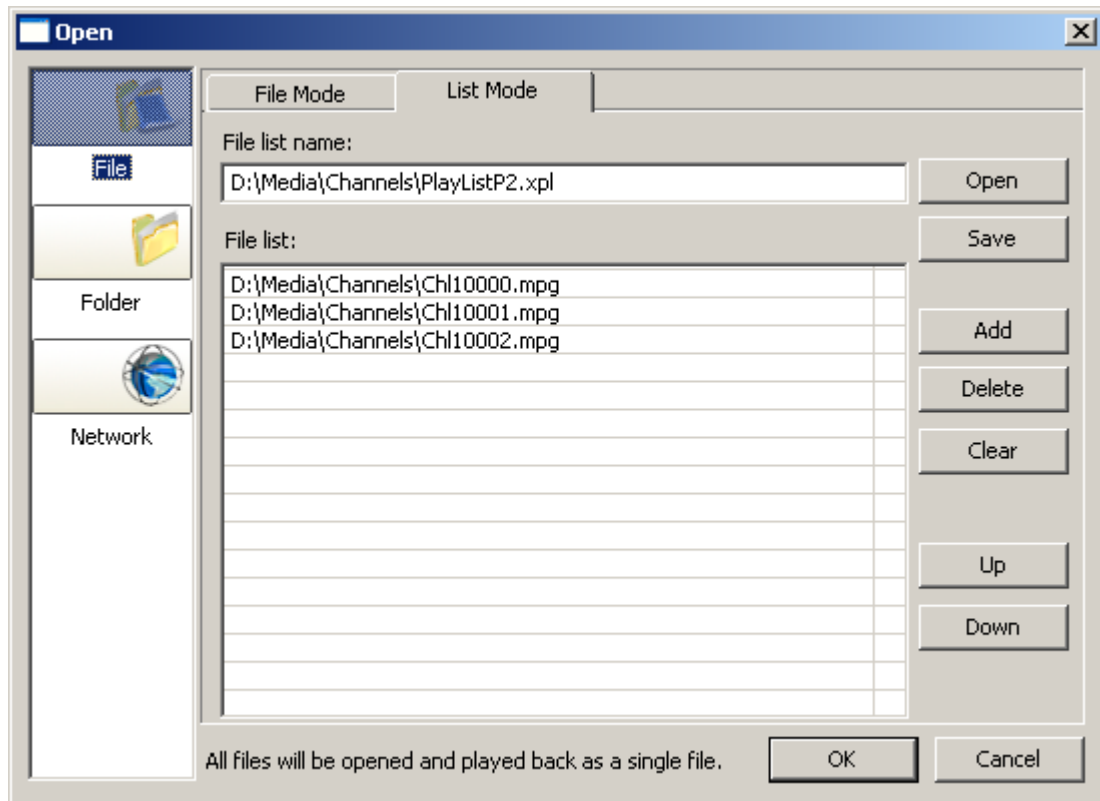 Open
File
Folder
Network
File Mode
List Mode
File list name:
D:\Media\Channels\PlayListP2.xpl
Open
Save
File list:
D:\Media\Channels\Chl10000.mpg
D:\Media\Channels\Chl10001.mpg
D:\Media\Channels\Chl10002.mpg
Add
Delete
Clear
Up
Down
All files will be opened and played back as a single file.
OK
Cancel